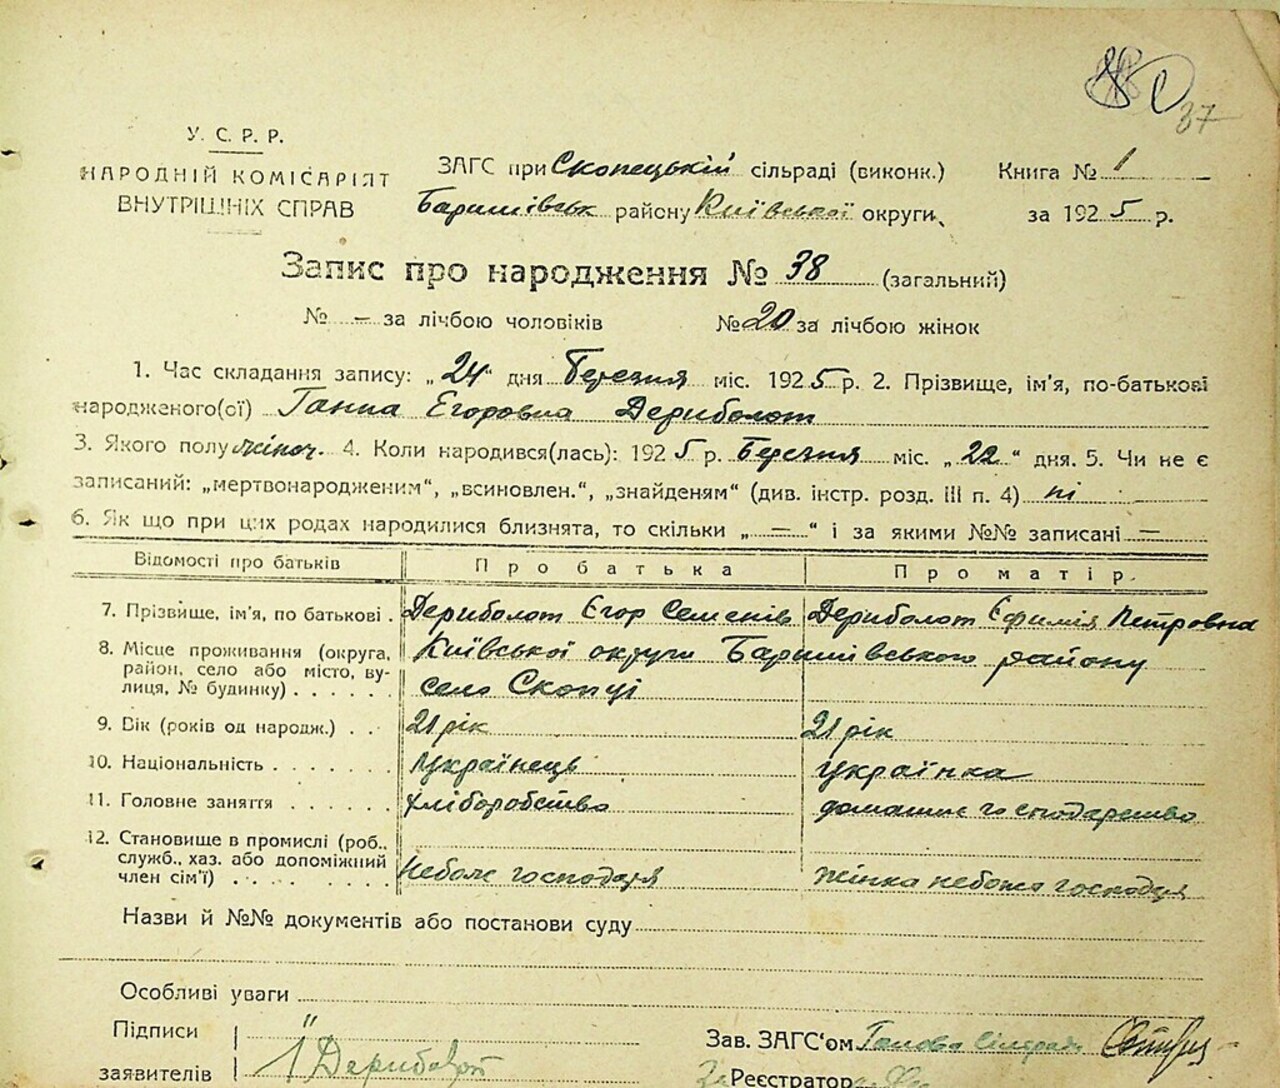 37
У. С. Р. Р.
НАРОДНІЙ КОМІСАРІЯТ
ВНУТРІШНІХ СПРАВ
ЗАГС при Скопецькій сільраді (виконк.)
Баришівськ району Київської округи
Книга № 1
за 1925 р.
Запис про народження № 38 (загальний)
№ — за лічбою чоловіків № 20 за лічбою жінок
1. Час складання запису: „24" дня Березня міс. 1925 р. 2. Прізвище, ім'я, по-батькові
народженого(ої) Ганна Єгоровна Дериболот
3. Якого полу жіноч. 4. Коли народився(лась): 1925 р. Березня міс. „22" дня. 5. Чи не є
записаний: „мертвонародженим", „всиновлен.", „знайденям" (див. інстр. розд. III п. 4) ні
6. Як що при цих родах народилися близнята, то скільки „—" і за якими №№ записані —
Відомості про батьків Про батька Про матір.
7. Прізвище, ім'я, по батькові . Дериболот Єгор Семенів Дериболот Єфимія Петровна
8. Місце проживання (округа, район, село або місто, вулиця, № будинку) . . . . . . Київської округи Баришівського району
село Скопці
9. Вік (років од народж.) . . 21 рік 21 рік
10. Національність . . . . . . . Українець українка
11. Головне заняття . . . . . . хліборобство домашнє господарство
12. Становище в промислі (роб., служб., хаз. або допоміжний член сім'ї) . . . . . . Небож господаря жінка небожа господаря
Назви й №№ документів або постанови суду
Особливі уваги
Підписи
заявителів
Дериболот
Зав. ЗАГС'ом Голова Сільради
Реєстратор